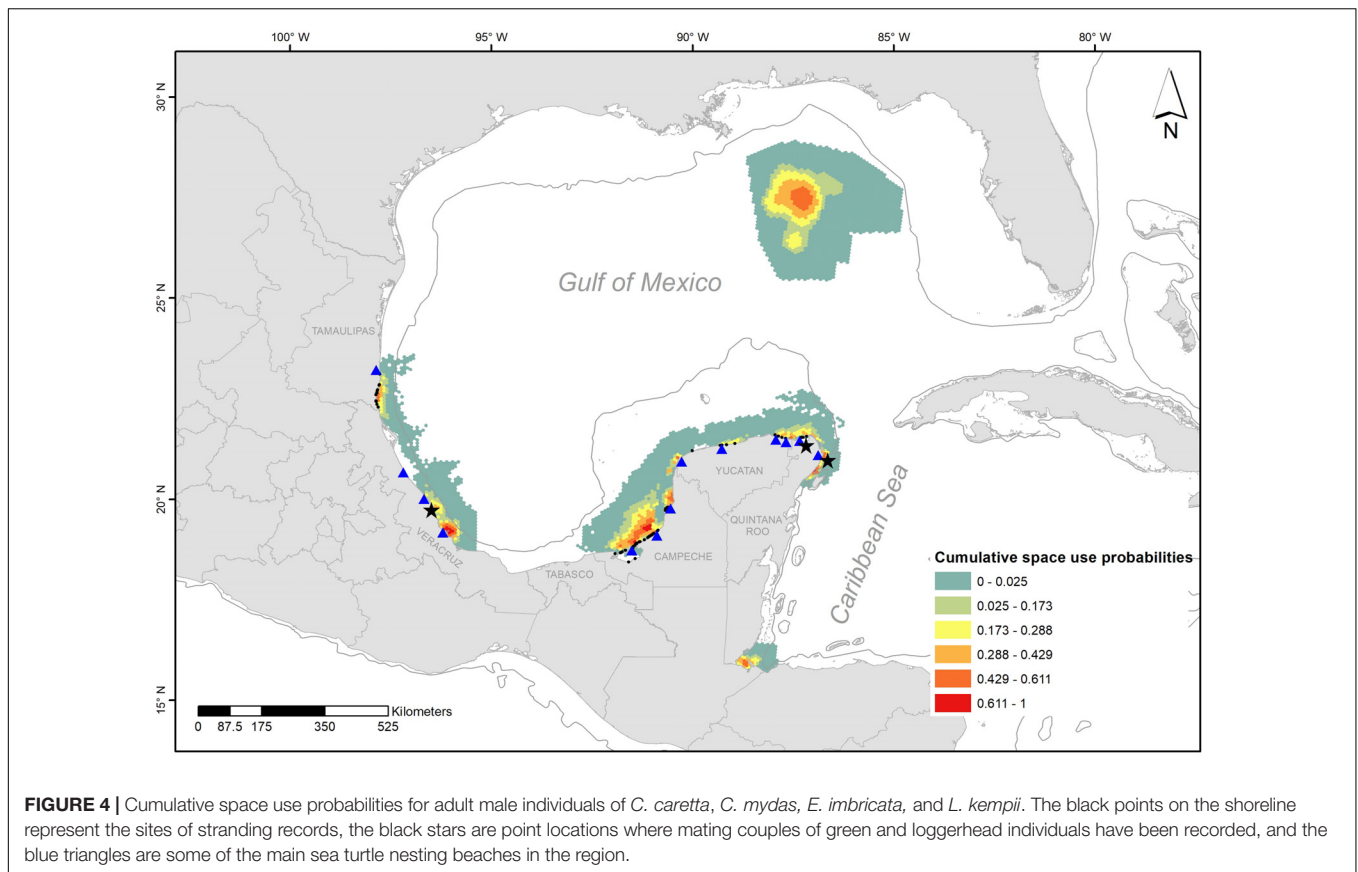 100° W
95° W
90° W
85° W
80° W
30° N
25° N
20° N
15° N
N
Gulf of Mexico
TAMAULIPAS
VERACRUZ
TABASCO
CAMPECHE
YUCATAN
QUINTANA
ROO
Caribbean Sea
Cumulative space use probabilities
0 - 0.025
0.025 - 0.173
0.173 - 0.288
0.288 - 0.429
0.429 - 0.611
0.611 - 1
Kilometers
0 87.5 175 350 525
FIGURE 4 | Cumulative space use probabilities for adult male individuals of C. caretta, C. mydas, E. imbricata, and L. kempii. The black points on the shoreline
represent the sites of stranding records, the black stars are point locations where mating couples of green and loggerhead individuals have been recorded, and the
blue triangles are some of the main sea turtle nesting beaches in the region.